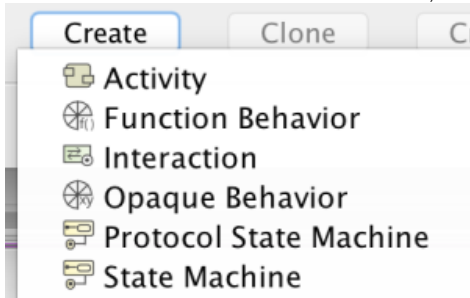 Create Clone
Activity
Function Behavior
Interaction
Opaque Behavior
Protocol State Machine
State Machine